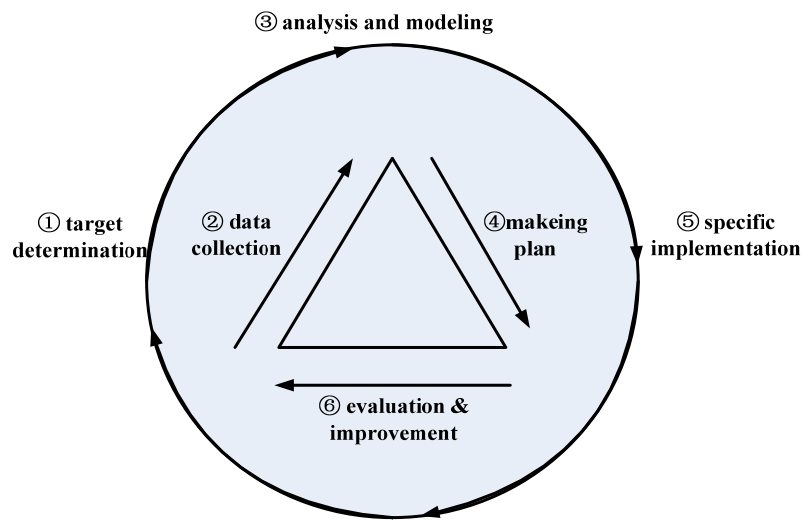 ③ analysis and modeling
① target
determination
② data
collection
④makeing
plan
⑤ specific
implementation
⑥ evaluation &
improvement